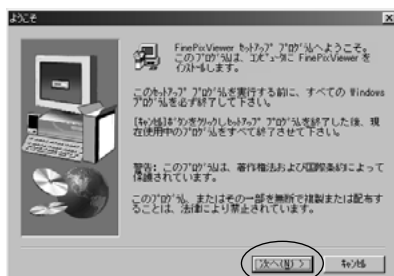 ようこそ
FinePixViewer ｾｯﾄｱｯﾌﾟ ﾌﾟﾛｸﾞﾗﾑへようこそ。
このﾌﾟﾛｸﾞﾗﾑは、ｺﾝﾋﾟｭｰﾀに FinePixViewer を
ｲﾝｽﾄｰﾙします。
このｾｯﾄｱｯﾌﾟ ﾌﾟﾛｸﾞﾗﾑを実行する前に、すべての Windows
ﾌﾟﾛｸﾞﾗﾑを必ず終了して下さい。
[ｷｬﾝｾﾙ]ﾎﾞﾀﾝをｸﾘｯｸしｾｯﾄｱｯﾌﾟ ﾌﾟﾛｸﾞﾗﾑを終了した後、現
在使用中のﾌﾟﾛｸﾞﾗﾑをすべて終了させて下さい。
警告: このﾌﾟﾛｸﾞﾗﾑは、著作権法および国際条約によって
保護されています。
このﾌﾟﾛｸﾞﾗﾑ、またはその一部を無断で複製または配布す
ることは、法律により禁止されています。
次へ(N) >
ｷｬﾝｾﾙ